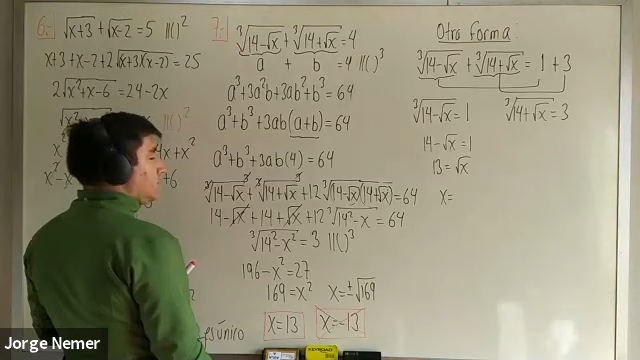 6.-) √(x+3) + √(x-2) = 5 //( )²
x+3 + x-2 + 2√((x+3)(x-2)) = 25
2√(x²+x-6) = 24-2x
//( )²
4x + x²
+6
7.-) ∛(14-√x) + ∛(14+√x) = 4
a + b = 4 //( )³
a³+3a²b+3ab²+b³ = 64
a³+b³+3ab(a+b) = 64
a³+b³+3ab(4) = 64
∛(14-√x)³ + ∛(14+√x)³ + 12∛((14-√x)(14+√x)) = 64
14-√x + 14+√x + 12∛(14²-x) = 64
∛(14²-x²) = 3 //( )³
196-x² = 27
169 = x² x = ±√169
es único x=13 x=-13
Otra forma:
∛(14-√x) + ∛(14+√x) = 1 + 3
∛(14-√x) = 1 ∛(14+√x) = 3
14-√x = 1
13 = √x
x=
Jorge Nemer